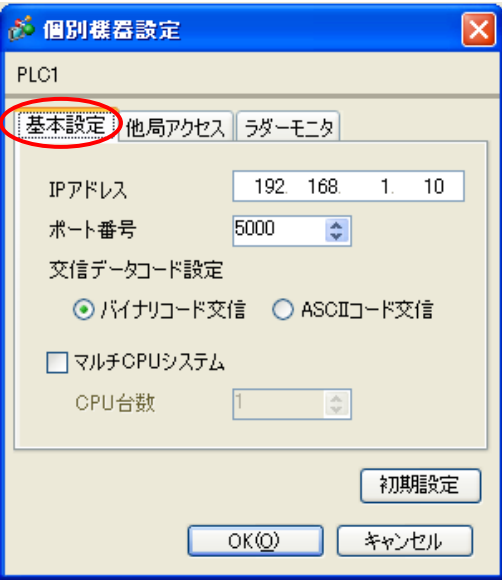 個別機器設定
PLC1
基本設定 他局アクセス ラダーモニタ
IPアドレス 192. 168. 1. 10
ポート番号 5000
交信データコード設定
バイナリコード交信 ASCIIコード交信
マルチCPUシステム
CPU台数 1
初期設定
OK(O) キャンセル